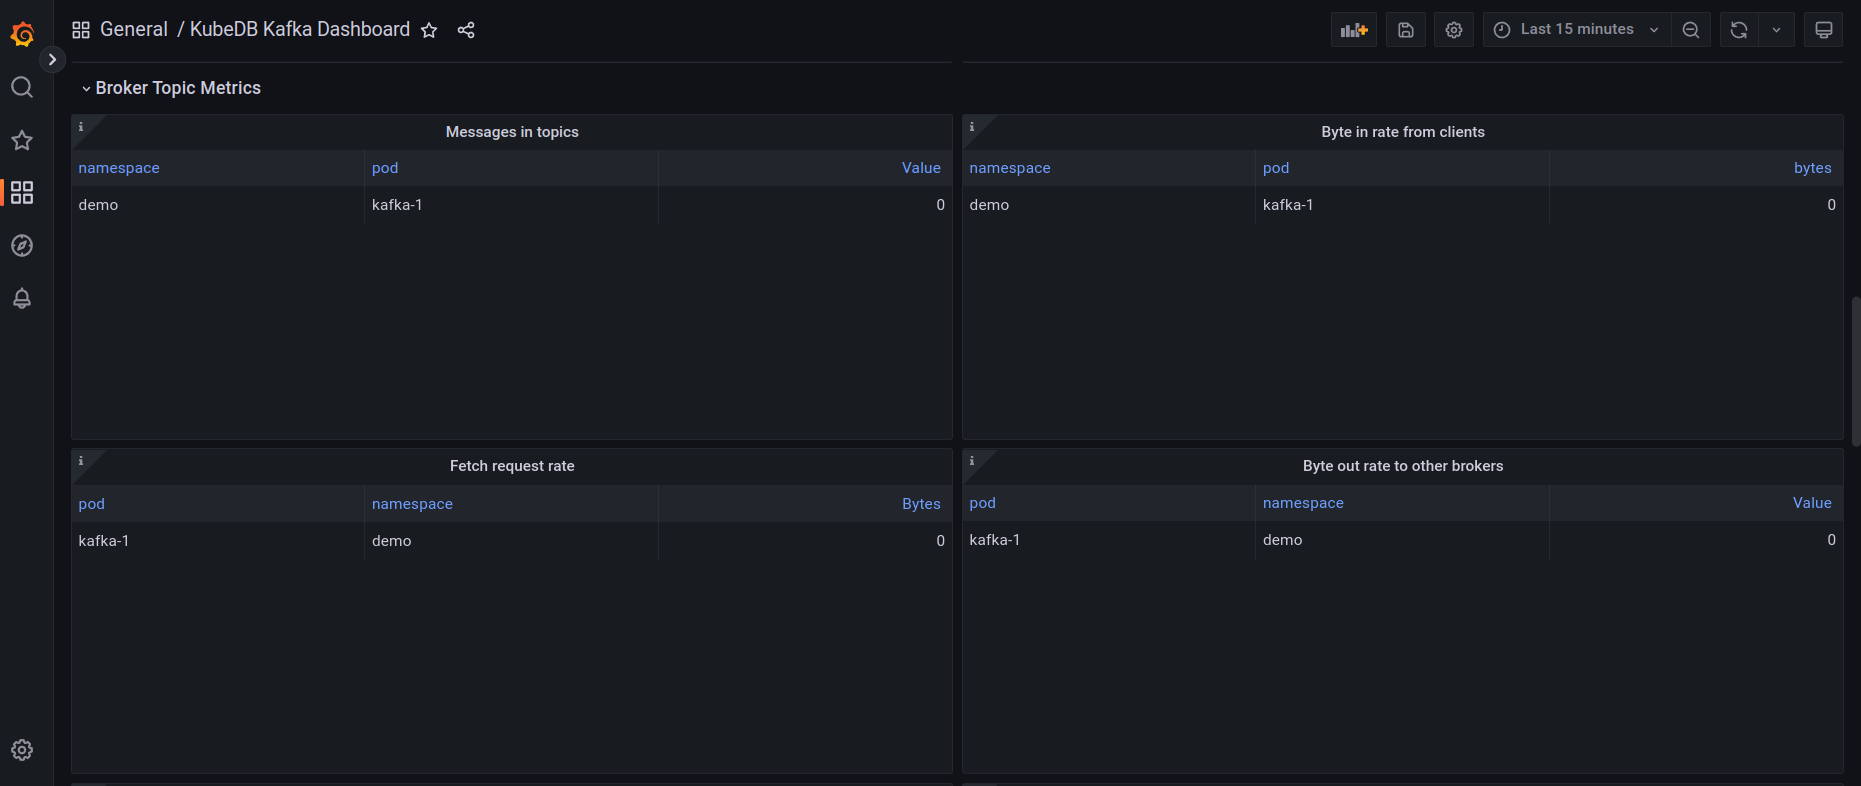 General / KubeDB Kafka Dashboard
Last 15 minutes
Broker Topic Metrics
Messages in topics
namespace pod Value
demo kafka-1 0
Byte in rate from clients
namespace pod bytes
demo kafka-1 0
Fetch request rate
pod namespace Bytes
kafka-1 demo 0
Byte out rate to other brokers
pod namespace Value
kafka-1 demo 0